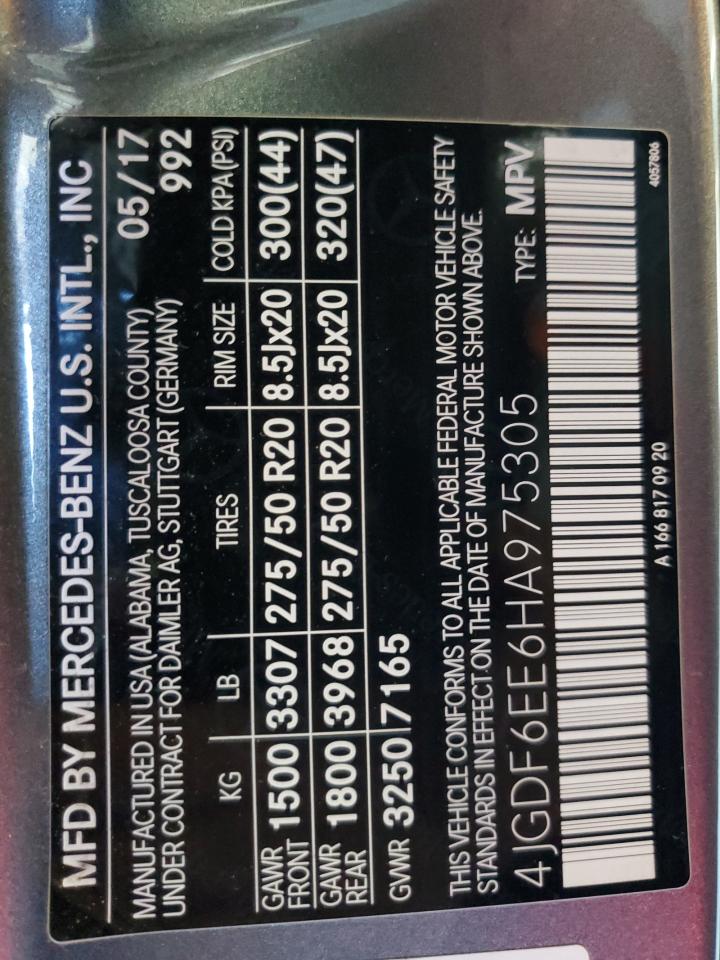 MFD BY MERCEDES-BENZ U.S. INTL., INC
MANUFACTURED IN USA (ALABAMA, TUSCALOOSA COUNTY) 05/17
UNDER CONTRACT FOR DAIMLER AG, STUTTGART (GERMANY) 992
KG LB TIRES RIM SIZE COLD KPA (PSI)
GAWR FRONT 1500 3307 275/50 R20 8.5Jx20 300(44)
GAWR REAR 1800 3968 275/50 R20 8.5Jx20 320(47)
GVWR 3250 7165
THIS VEHICLE CONFORMS TO ALL APPLICABLE FEDERAL MOTOR VEHICLE SAFETY
STANDARDS IN EFFECT ON THE DATE OF MANUFACTURE SHOWN ABOVE.
4JGDF6EE6HA975305 TYPE: MPV
A 166 817 09 20
4057806